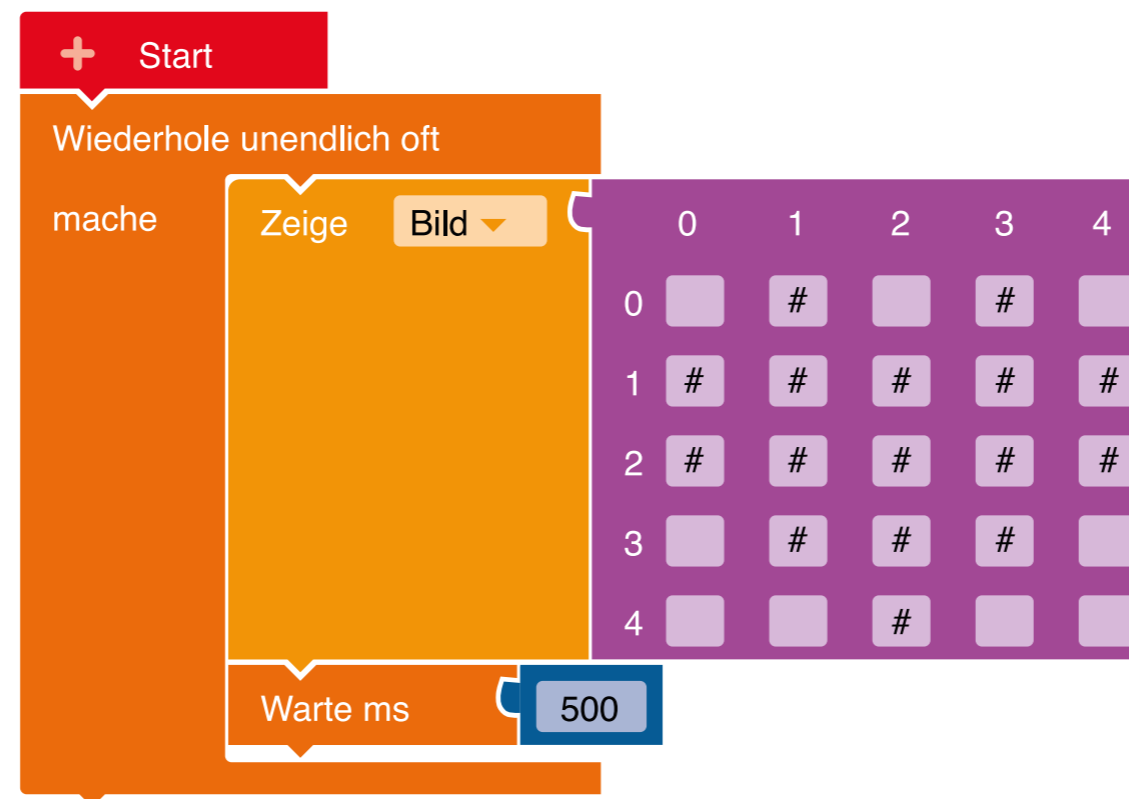 Start
Wiederhole unendlich oft
mache Zeige Bild 0 1 2 3 4
0 # #
1 # # # # #
2 # # # # #
3 # # #
4 #
Warte ms 500